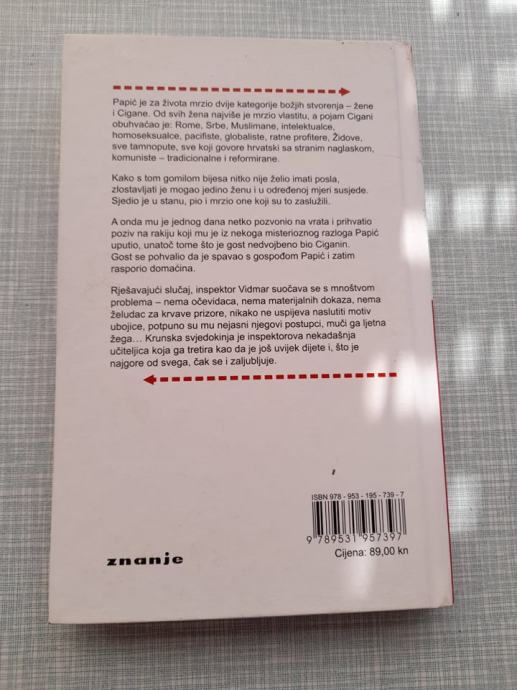 Papić je za života mrzio dvije kategorije božjih stvorenja – žene
i Cigane. Od svih žena najviše je mrzio vlastitu, a pojam Cigani
obuhvaćao je: Rome, Srbe, Muslimane, intelektualce,
homoseksualce, pacifiste, globaliste, ratne profitere, Židove,
sve tamnopute, sve koji govore hrvatski sa stranim naglaskom,
komuniste – tradicionalne i reformirane.
Kako s tom gomilom bijesa nitko nije želio imati posla,
zlostavljati je mogao jedino ženu i u određenoj mjeri susjede.
Sjedio je u stanu, pio i mrzio one koji su to zaslužili.
A onda mu je jednog dana netko pozvonio na vrata i prihvatio
poziv na rakiju koji mu je iz nekoga misterioznog razloga Papić
uputio, unatoč tome što je gost nedvojbeno bio Ciganin.
Gost se pohvalio da je spavao s gospođom Papić i zatim
rasporio domaćina.
Rješavajući slučaj, inspektor Vidmar suočava se s mnoštvom
problema – nema očevidaca, nema materijalnih dokaza, nema
želudac za krvave prizore, nikako ne uspijeva naslutiti motiv
ubojice, potpuno su mu nejasni njegovi postupci, muči ga ljetna
žega... Krunska svjedokinja je inspektorova nekadašnja
učiteljica koja ga tretira kao da je još uvijek dijete i, što je
najgore od svega, čak se i zaljubljuje.
ISBN 978 - 953 - 195 - 739 - 7
9 789531 957397
Cijena: 89,00 kn
znanje